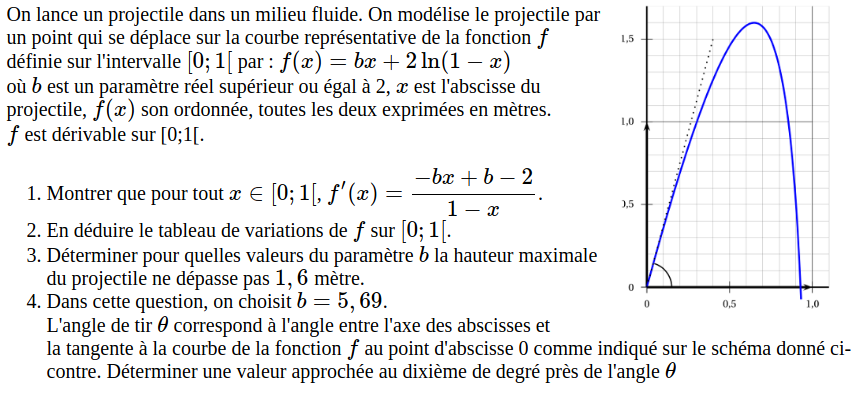 On lance un projectile dans un milieu fluide. On modélise le projectile par
un point qui se déplace sur la courbe représentative de la fonction f
définie sur l'intervalle [0; 1[ par : f(x) = bx + 2 ln(1 − x)
où b est un paramètre réel supérieur ou égal à 2, x est l'abscisse du
projectile, f(x) son ordonnée, toutes les deux exprimées en mètres.
f est dérivable sur [0;1[.
1. Montrer que pour tout x ∈ [0; 1[, f′(x) = (−bx + b − 2)/(1 − x).
2. En déduire le tableau de variations de f sur [0; 1[.
3. Déterminer pour quelles valeurs du paramètre b la hauteur maximale
du projectile ne dépasse pas 1, 6 mètre.
4. Dans cette question, on choisit b = 5, 69.
L'angle de tir θ correspond à l'angle entre l'axe des abscisses et
la tangente à la courbe de la fonction f au point d'abscisse 0 comme indiqué sur le schéma donné ci-
contre. Déterminer une valeur approchée au dixième de degré près de l'angle θ
1,5
1,0
0,5
0
0
0,5
1,0